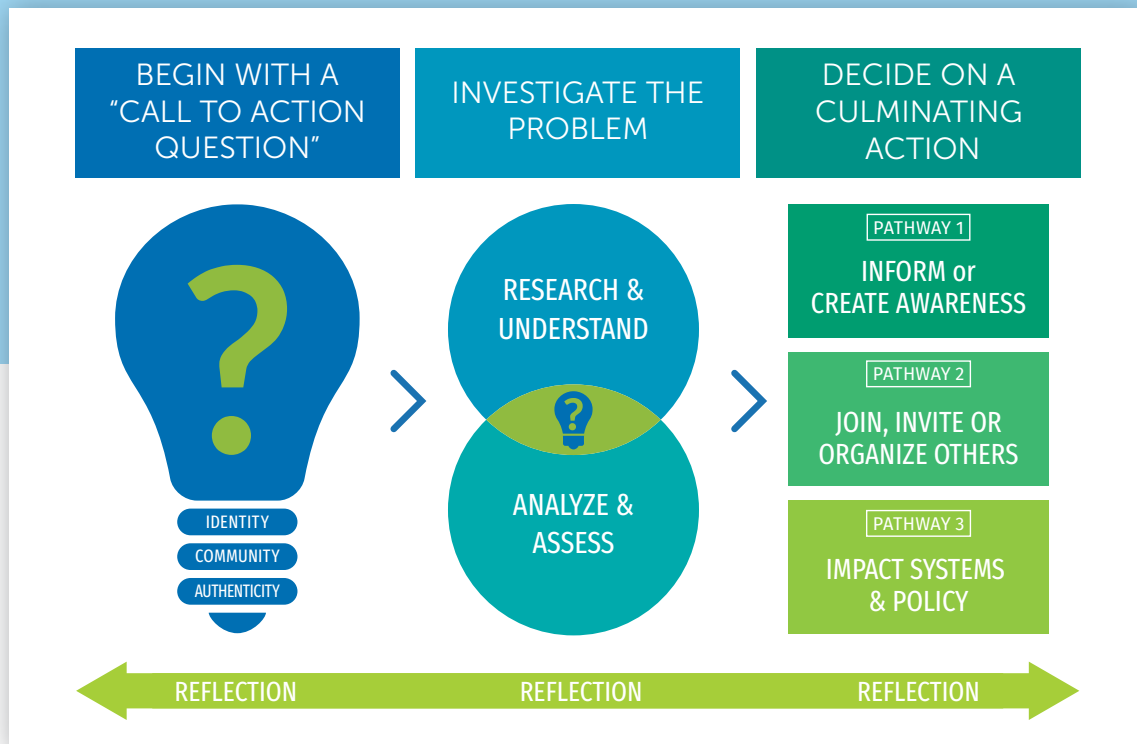 BEGIN WITH A
“CALL TO ACTION
QUESTION”
INVESTIGATE THE
PROBLEM
DECIDE ON A
CULMINATING
ACTION
?
IDENTITY
COMMUNITY
AUTHENTICITY
RESEARCH &
UNDERSTAND
?
ANALYZE &
ASSESS
PATHWAY 1
INFORM or
CREATE AWARENESS
PATHWAY 2
JOIN, INVITE OR
ORGANIZE OTHERS
PATHWAY 3
IMPACT SYSTEMS
& POLICY
REFLECTION
REFLECTION
REFLECTION